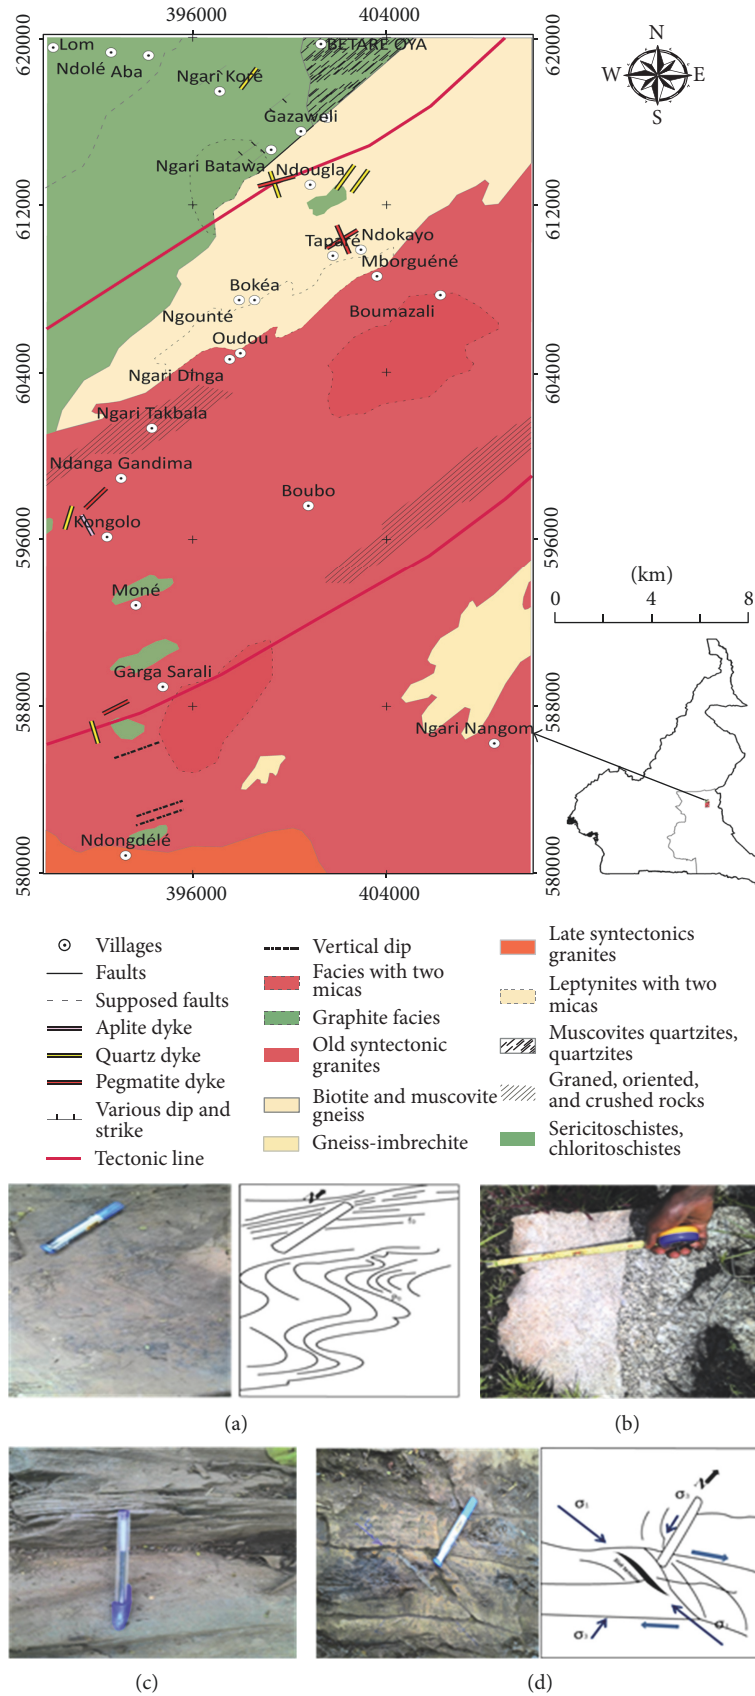 396000
404000
620000
612000
604000
596000
588000
580000
620000
612000
604000
596000
588000
580000
N
W
E
S
Lom
BETARE OYA
Ndolé
Aba
Ngari Koré
Gazaweli
Ngari Batawa
Ndougla
Taparé
Ndokayo
Mborguéné
Bokéa
Boumazali
Ngounté
Oudou
Ngari Dinga
Ngari Takbala
Ndanga Gandima
Boubo
Kongolo
Moné
Garga Sarali
Ngari Nangom
Ndongdélé
(km)
0
4
8
396000
404000
Villages
Faults
Supposed faults
Aplite dyke
Quartz dyke
Pegmatite dyke
Various dip and
strike
Tectonic line
Vertical dip
Facies with two
micas
Graphite facies
Old syntectonic
granites
Biotite and muscovite
gneiss
Gneiss-imbrechite
Late syntectonics
granites
Leptynites with two
micas
Muscovites quartzites,
quartzites
Graned, oriented,
and crushed rocks
Sericitoschistes,
chloritoschistes
N
(a)
(b)
N
σ1
σ3
σ3
(c)
(d)